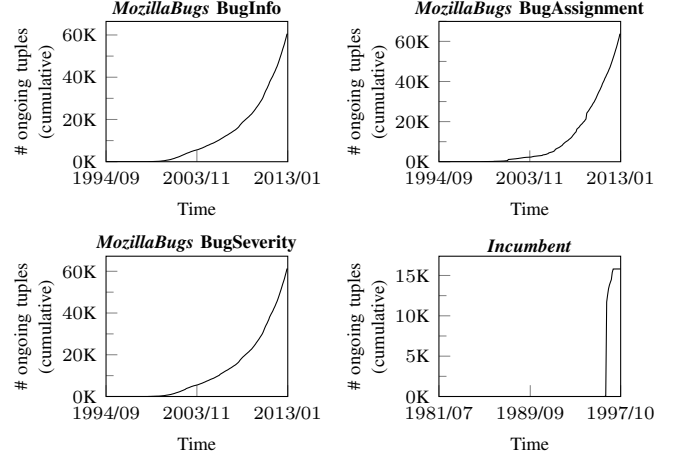 MozillaBugs BugInfo
# ongoing tuples
(cumulative)
60K
40K
20K
0K
1994/09
2003/11
2013/01
Time
MozillaBugs BugAssignment
# ongoing tuples
(cumulative)
60K
40K
20K
0K
1994/09
2003/11
2013/01
Time
MozillaBugs BugSeverity
# ongoing tuples
(cumulative)
60K
40K
20K
0K
1994/09
2003/11
2013/01
Time
Incumbent
# ongoing tuples
(cumulative)
15K
10K
5K
0K
1981/07
1989/09
1997/10
Time